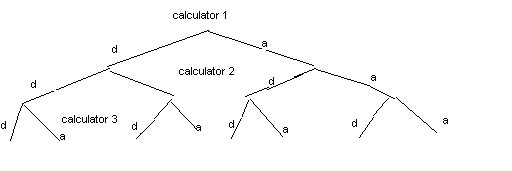 calculator 1
d a
calculator 2
d d a
calculator 3
d a d a d a d a